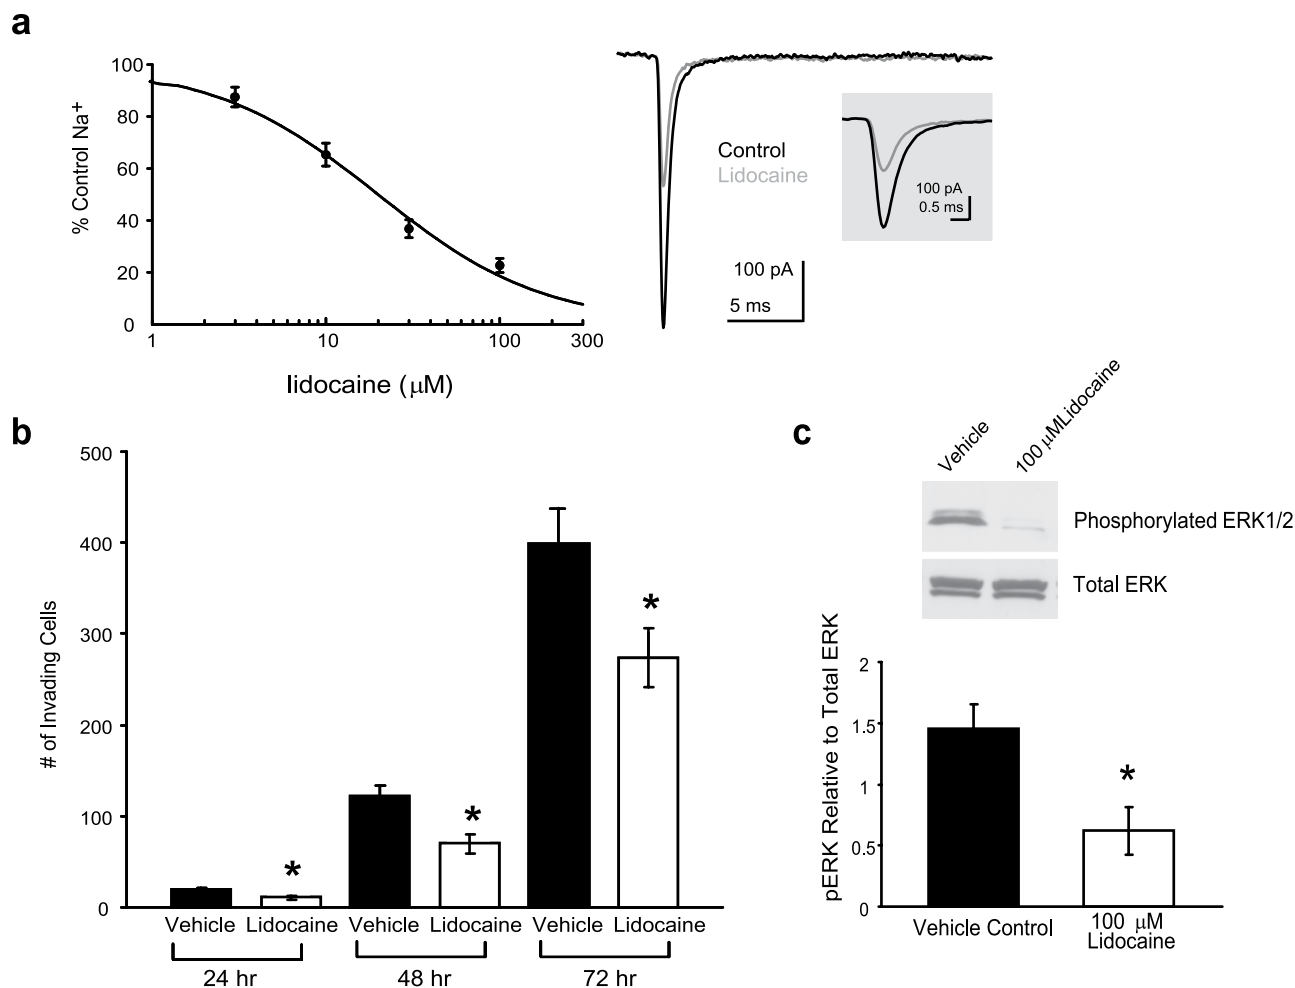 a
100
80
60
40
20
0
% Control Na+
1
10
100
300
lidocaine (μM)
Control
Lidocaine
100 pA
5 ms
100 pA
0.5 ms
b
500
400
300
200
100
0
# of Invading Cells
*
*
*
Vehicle Lidocaine Vehicle Lidocaine Vehicle Lidocaine
24 hr 48 hr 72 hr
c
Vehicle
100 μMLidocaine
Phosphorylated ERK1/2
Total ERK
pERK Relative to Total ERK
2
1.5
1
0.5
0
*
Vehicle Control
100 μM
Lidocaine